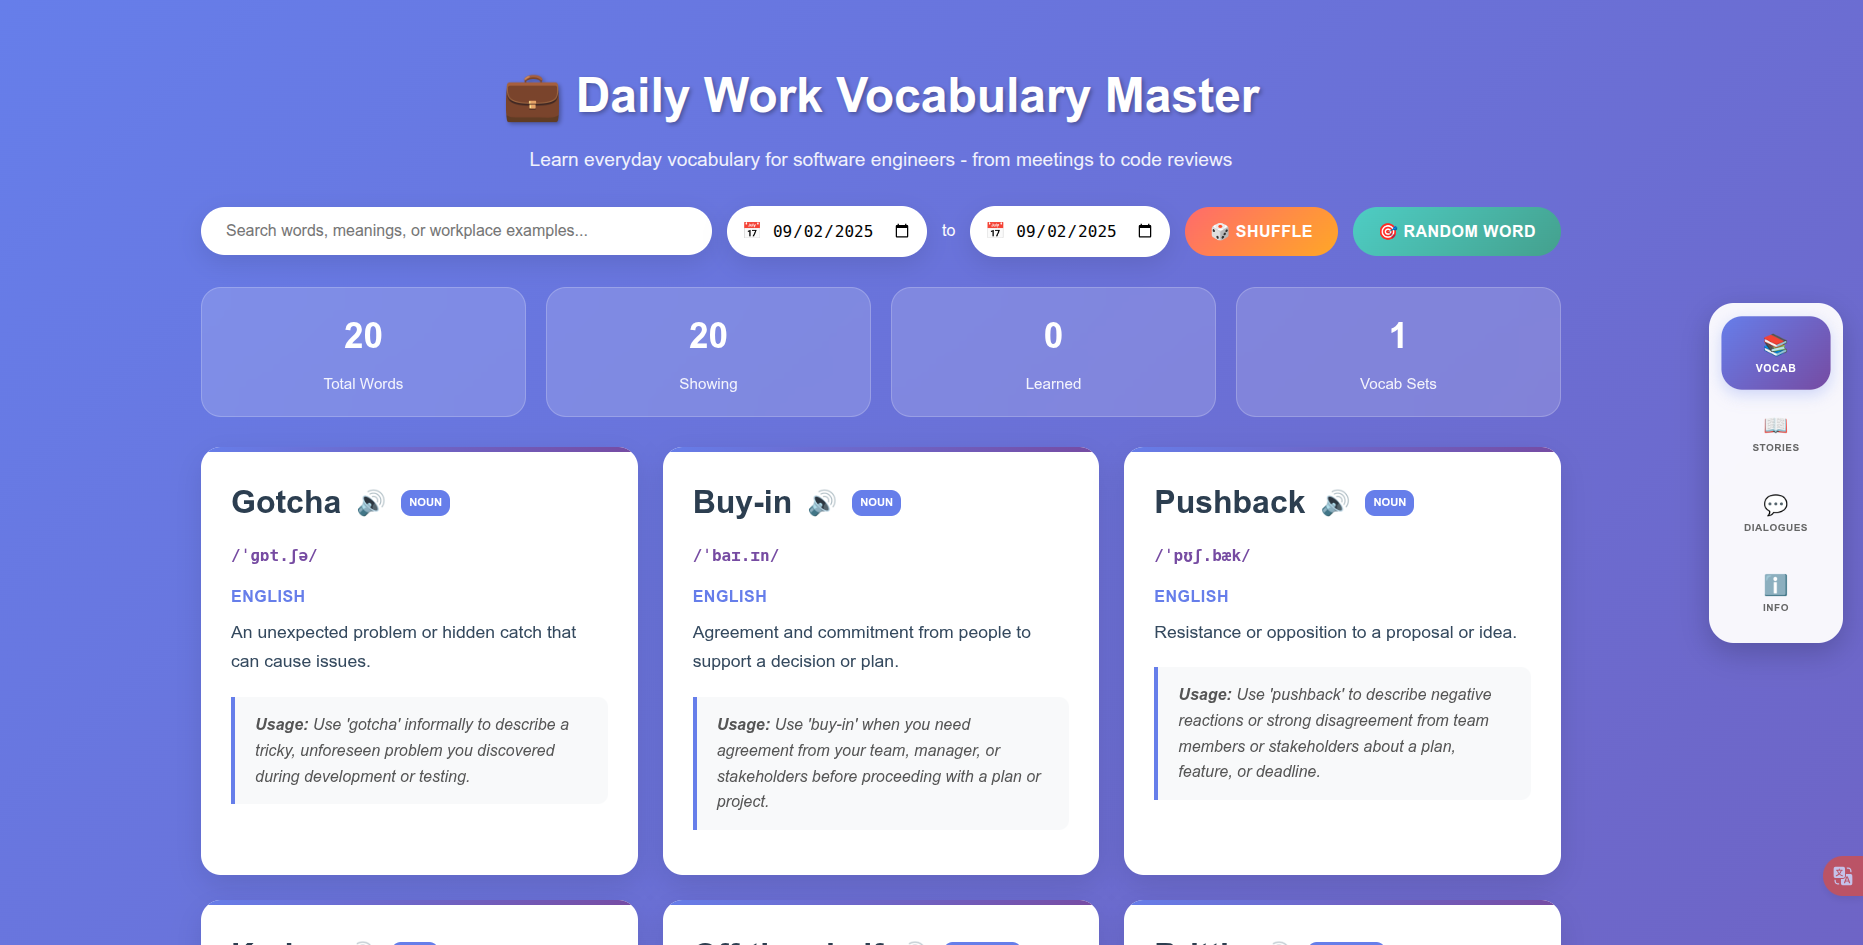 Daily Work Vocabulary Master
Learn everyday vocabulary for software engineers - from meetings to code reviews
Search words, meanings, or workplace examples...
09/02/2025
to
09/02/2025
SHUFFLE
RANDOM WORD
20
Total Words
20
Showing
0
Learned
1
Vocab Sets
VOCAB
STORIES
DIALOGUES
INFO
Gotcha
NOUN
/ˈɡɒt.ʃə/
ENGLISH
An unexpected problem or hidden catch that
can cause issues.
Usage: Use 'gotcha' informally to describe a
tricky, unforeseen problem you discovered
during development or testing.
Buy-in
NOUN
/ˈbaɪ.ɪn/
ENGLISH
Agreement and commitment from people to
support a decision or plan.
Usage: Use 'buy-in' when you need
agreement from your team, manager, or
stakeholders before proceeding with a plan or
project.
Pushback
NOUN
/ˈpʊʃ.bæk/
ENGLISH
Resistance or opposition to a proposal or idea.
Usage: Use 'pushback' to describe negative
reactions or strong disagreement from team
members or stakeholders about a plan,
feature, or deadline.